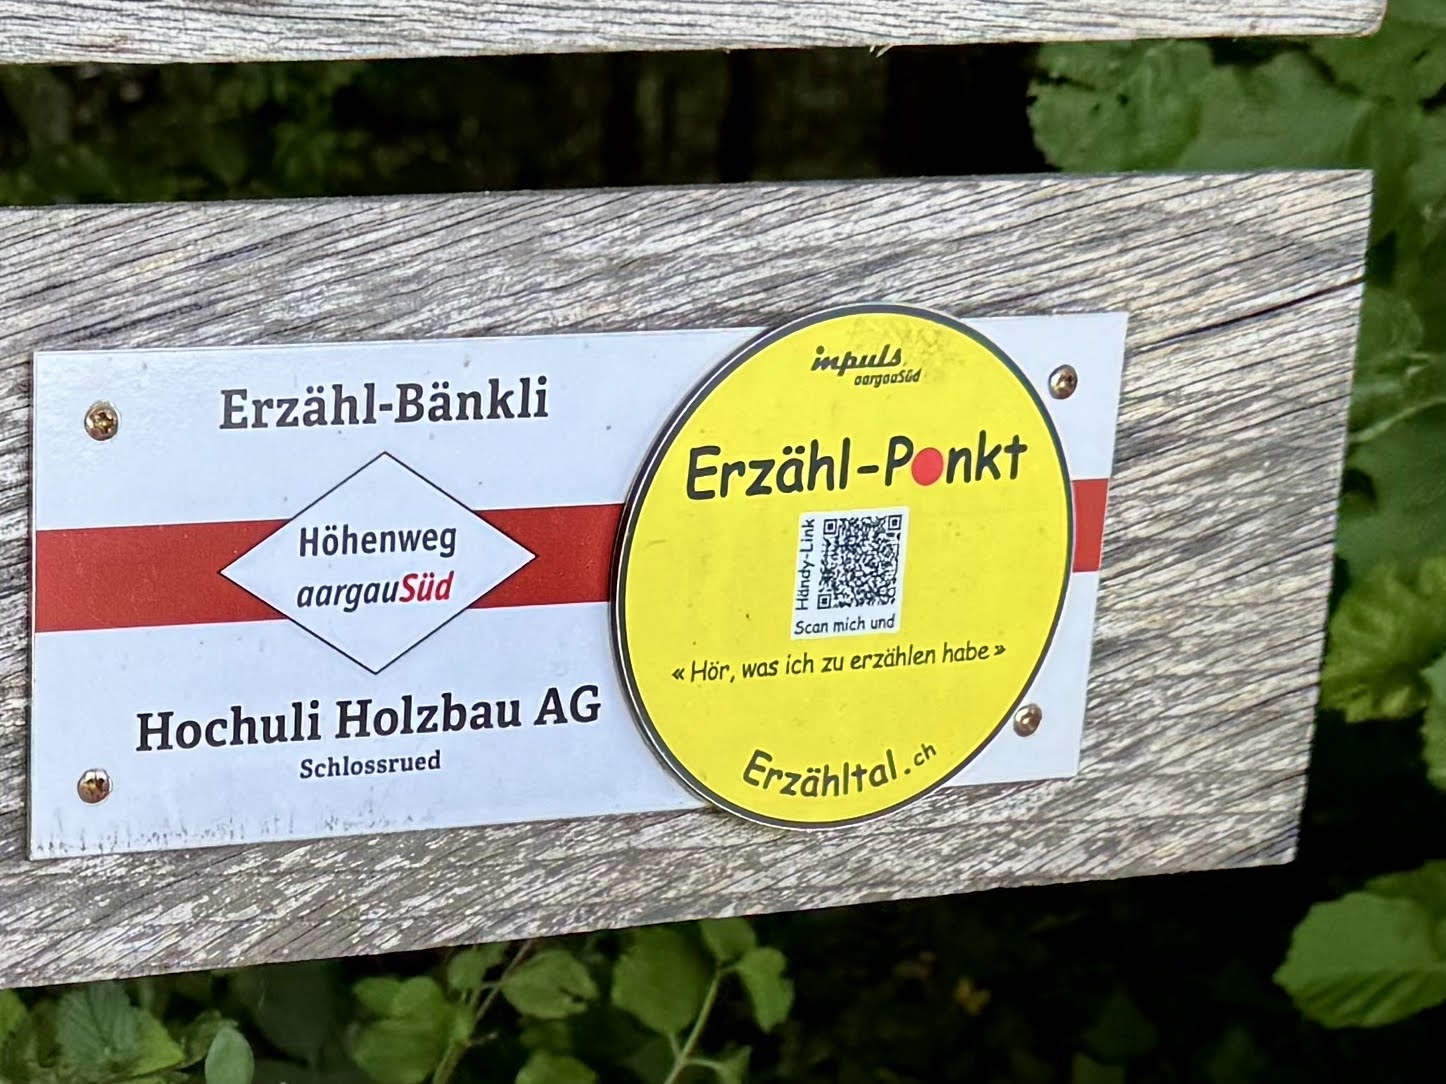 Erzähl-Bänkli
Höhenweg
aargauSüd
Hochuli Holzbau AG
Schlossrued
impuls
aargauSüd
Erzähl-Punkt
Händy-Link
Scan mich und
« Hör, was ich zu erzählen habe »
Erzähltal.ch